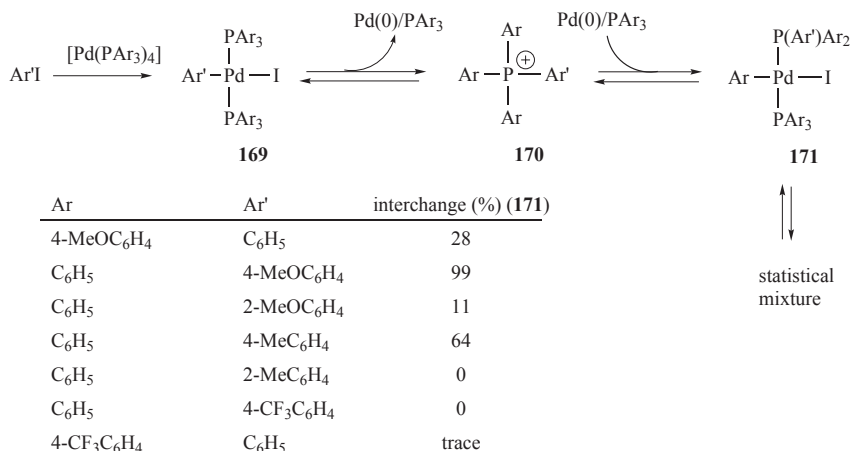 [Pd(PAr3)4]
Pd(0)/PAr3
Pd(0)/PAr3
PAr3
Ar
P(Ar')Ar2
Ar'I
Ar' Pd I
Ar P ⊕ Ar'
Ar Pd I
PAr3
Ar
PAr3
169
170
171
Ar Ar' interchange (%) (171)
4-MeOC6H4 C6H5 28
C6H5 4-MeOC6H4 99
C6H5 2-MeOC6H4 11
C6H5 4-MeC6H4 64
C6H5 2-MeC6H4 0
C6H5 4-CF3C6H4 0
4-CF3C6H4 C6H5 trace
statistical
mixture